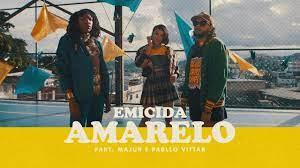 EMICIDA
AMARELO
PART. MAJUR E PABLLO VITTAR